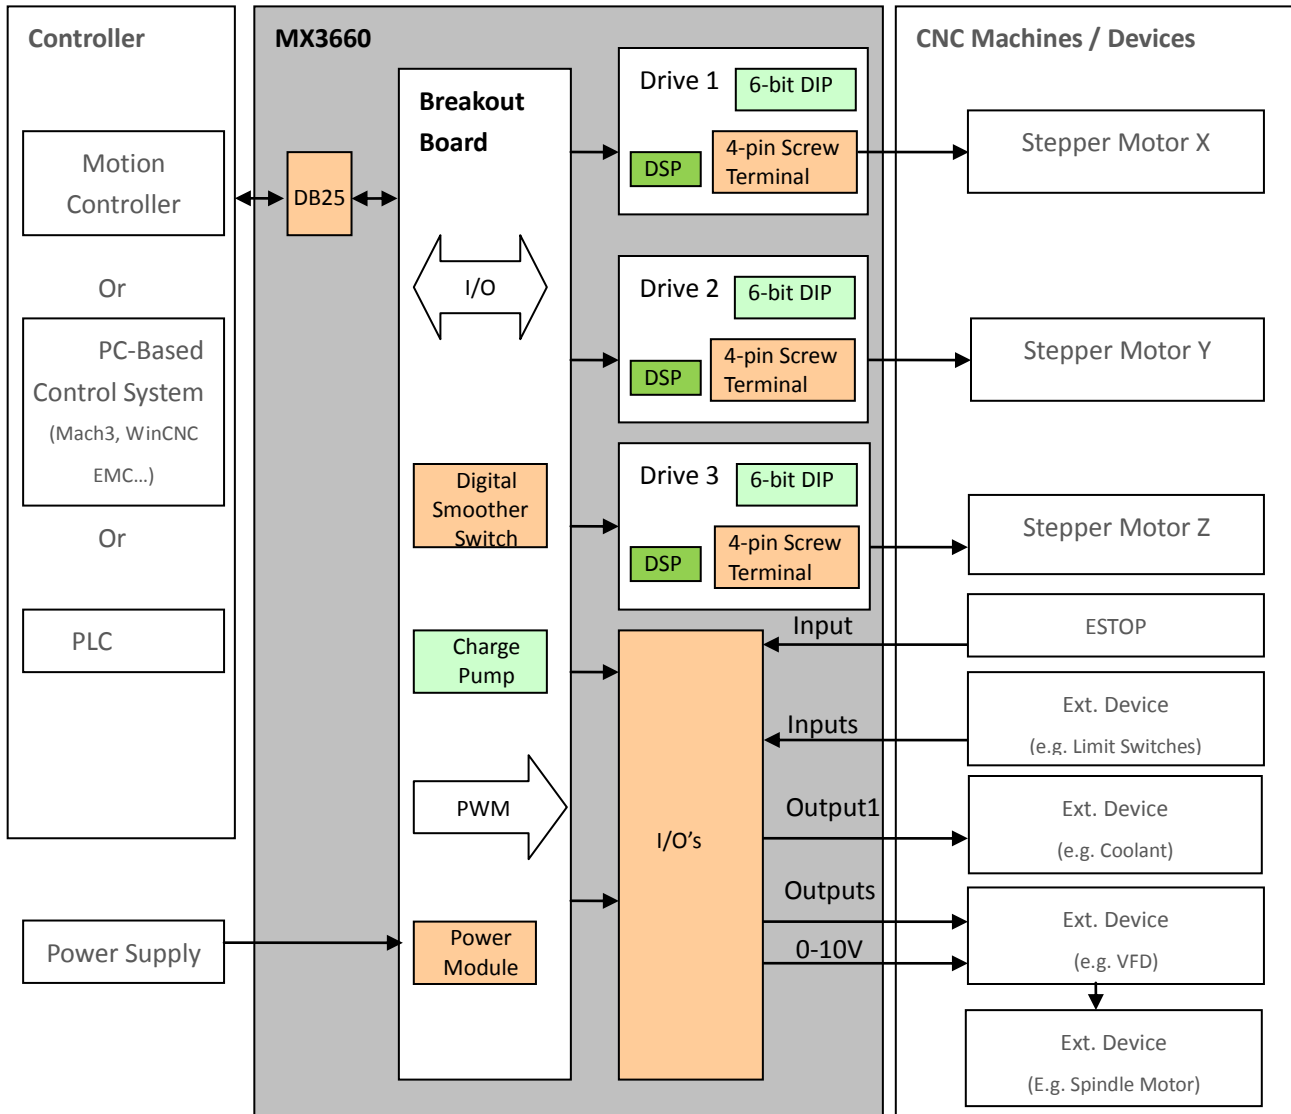 Controller
Motion
Controller
Or
PC-Based
Control System
(Mach3, WinCNC
EMC...)
Or
PLC
Power Supply
MX3660
DB25
Breakout
Board
I/O
Digital
Smoother
Switch
Charge
Pump
PWM
Power
Module
Drive 1
6-bit DIP
DSP
4-pin Screw
Terminal
Drive 2
6-bit DIP
DSP
4-pin Screw
Terminal
Drive 3
6-bit DIP
DSP
4-pin Screw
Terminal
I/O's
Input
Inputs
Output1
Outputs
0-10V
CNC Machines / Devices
Stepper Motor X
Stepper Motor Y
Stepper Motor Z
ESTOP
Ext. Device
(e.g. Limit Switches)
Ext. Device
(e.g. Coolant)
Ext. Device
(e.g. VFD)
Ext. Device
(E.g. Spindle Motor)